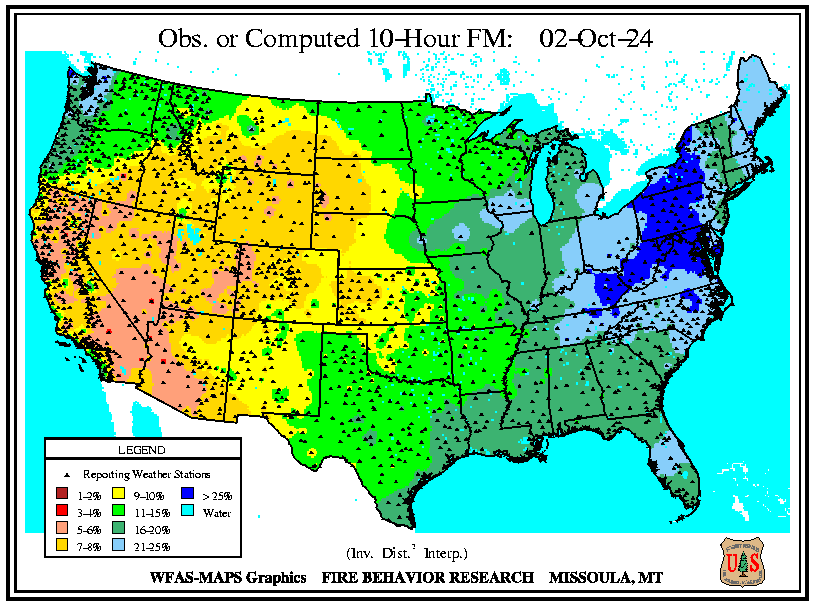 Obs. or Computed 10-Hour FM: 02-Oct-24
LEGEND
Reporting Weather Stations
1-2% 9-10% > 25%
3-4% 11-15% Water
5-6% 16-20%
7-8% 21-25%
(Inv. Dist.² Interp.)
WFAS-MAPS Graphics FIRE BEHAVIOR RESEARCH MISSOULA, MT
U S